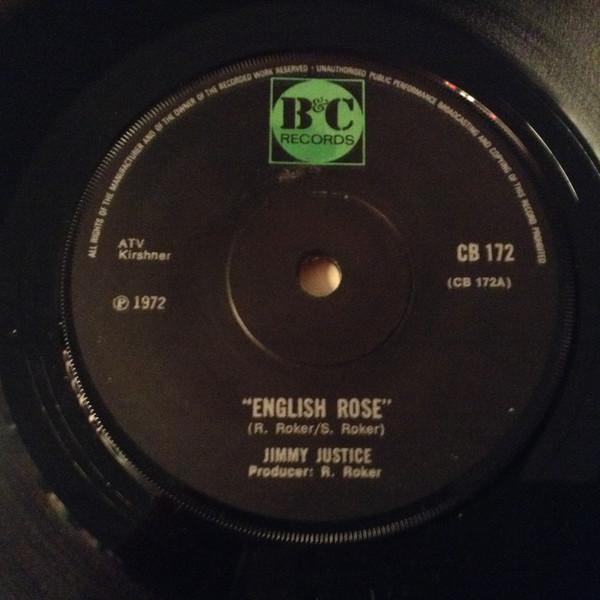 ALL RIGHTS OF THE MANUFACTURER AND OF THE OWNER OF THE RECORDED WORK RESERVED · UNAUTHORISED PUBLIC PERFORMANCE BROADCASTING AND COPYING OF THIS RECORD PROHIBITED
B&C
RECORDS
ATV
Kirshner
CB 172
(CB 172A)
℗ 1972
"ENGLISH ROSE"
(R. Roker/S. Roker)
JIMMY JUSTICE
Producer: R. Roker